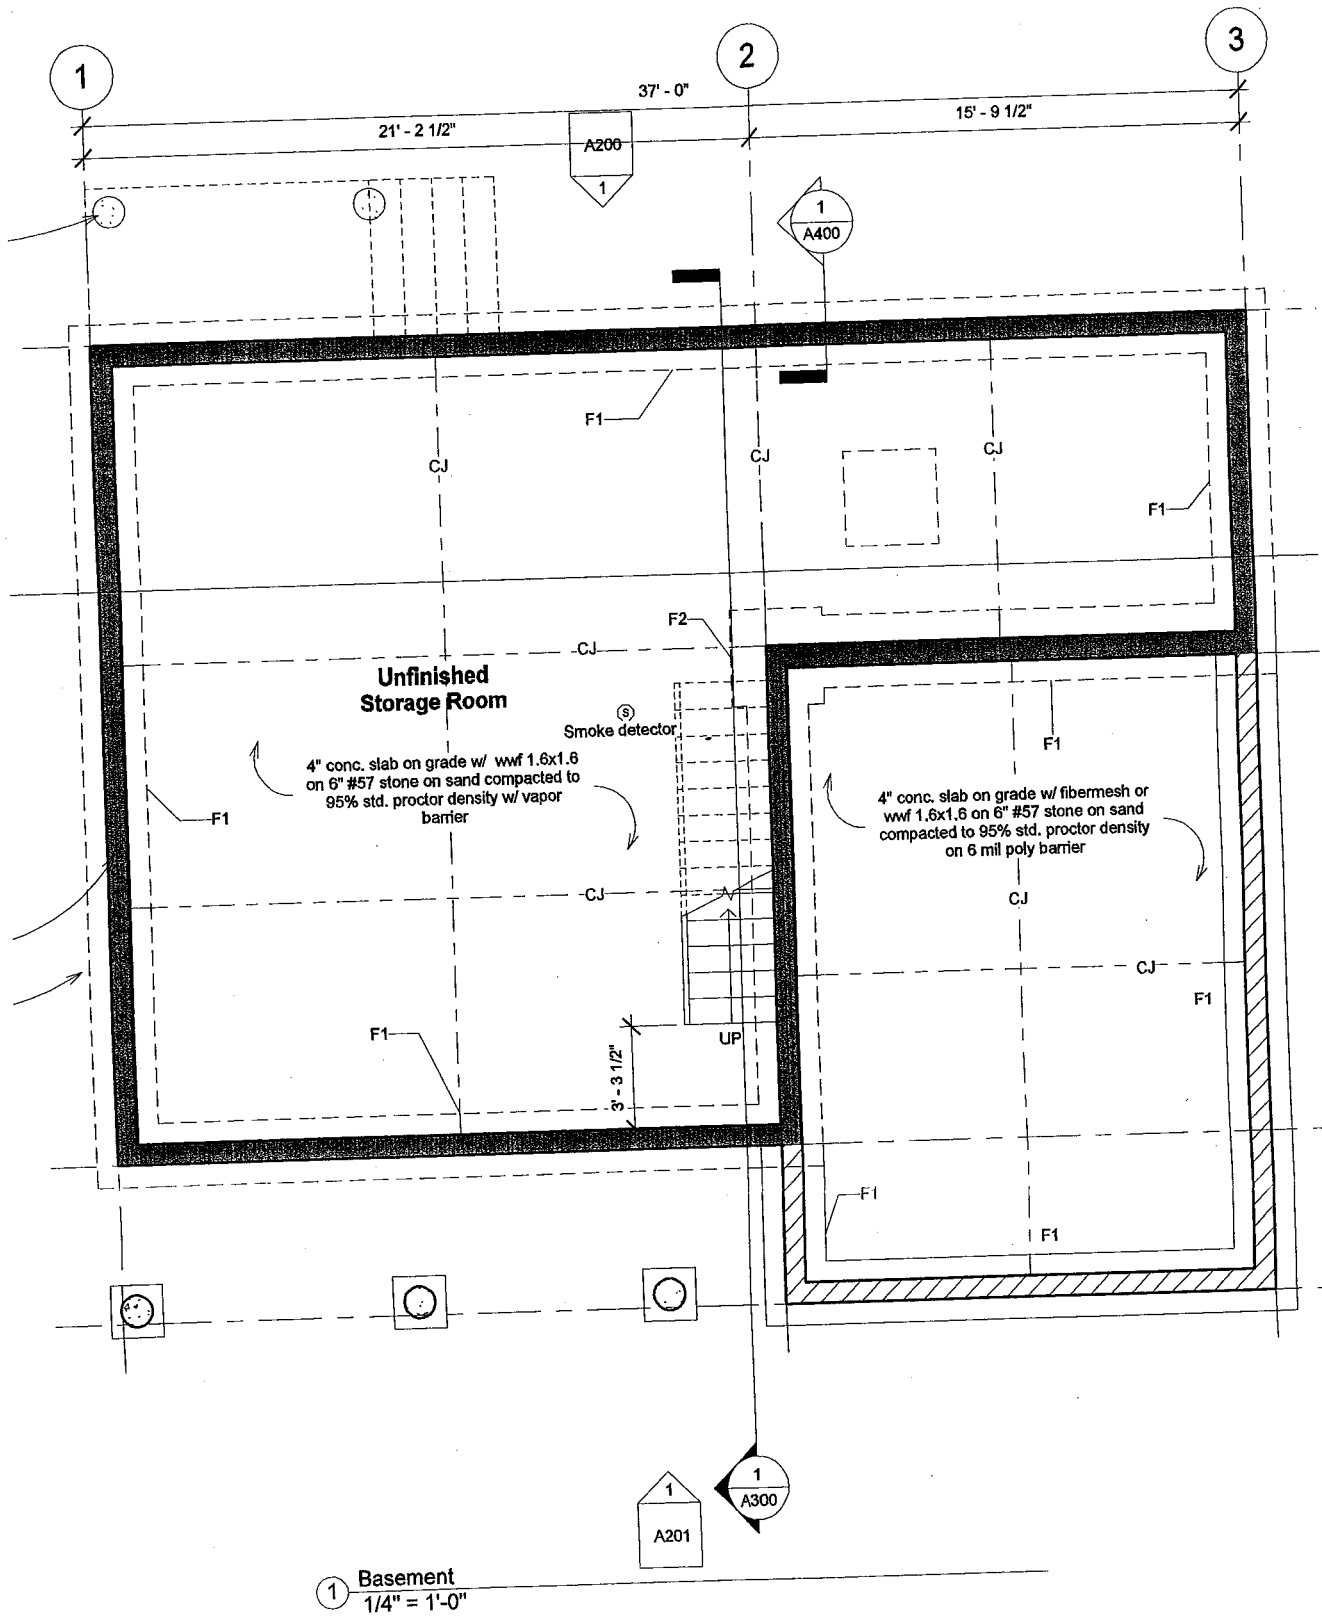 1
2
3
37' - 0"
21' - 2 1/2"
15' - 9 1/2"
A200
1
1
A400
F1
CJ
CJ
CJ
F1
F2
CJ
Unfinished
Storage Room
S
Smoke detector
F1
4" conc. slab on grade w/ wwf 1.6x1.6
on 6" #57 stone on sand compacted to
95% std. proctor density w/ vapor
barrier
4" conc. slab on grade w/ fibermesh or
wwf 1.6x1.6 on 6" #57 stone on sand
compacted to 95% std. proctor density
on 6 mil poly barrier
F1
CJ
CJ
CJ
F1
F1
UP
3' - 3 1/2"
F1
F1
1
A300
1
A201
1
Basement
1/4" = 1'-0"